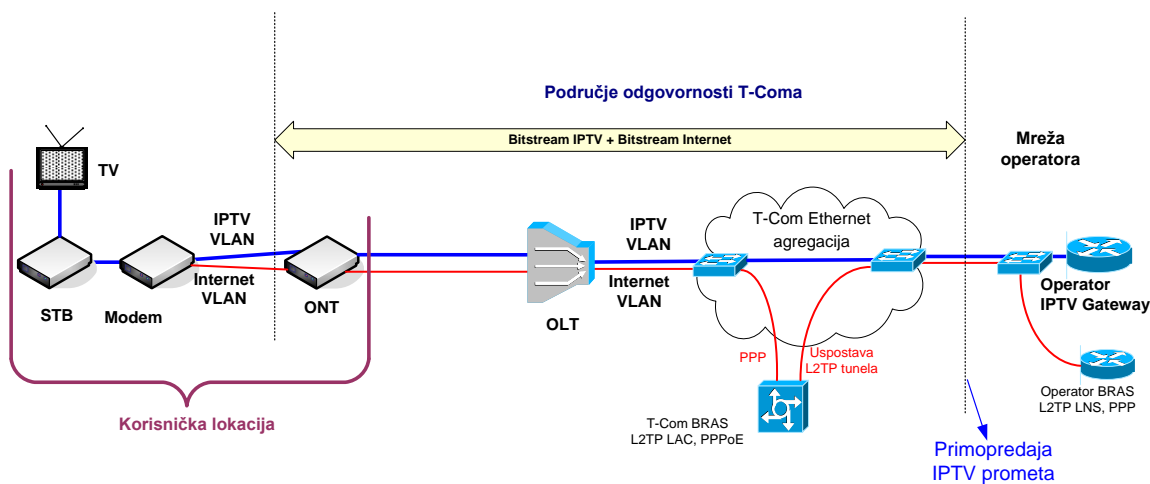 Područje odgovornosti T-Coma
Bitstream IPTV + Bitstream Internet
Mreža
operatora
TV
IPTV
VLAN
Internet
VLAN
STB
Modem
ONT
OLT
IPTV
VLAN
Internet
VLAN
T-Com Ethernet
agregacija
Operator
IPTV Gateway
PPP
Uspostava
L2TP tunela
T-Com BRAS
L2TP LAC, PPPoE
Operator BRAS
L2TP LNS, PPP
Korisnička lokacija
Primopredaja
IPTV prometa